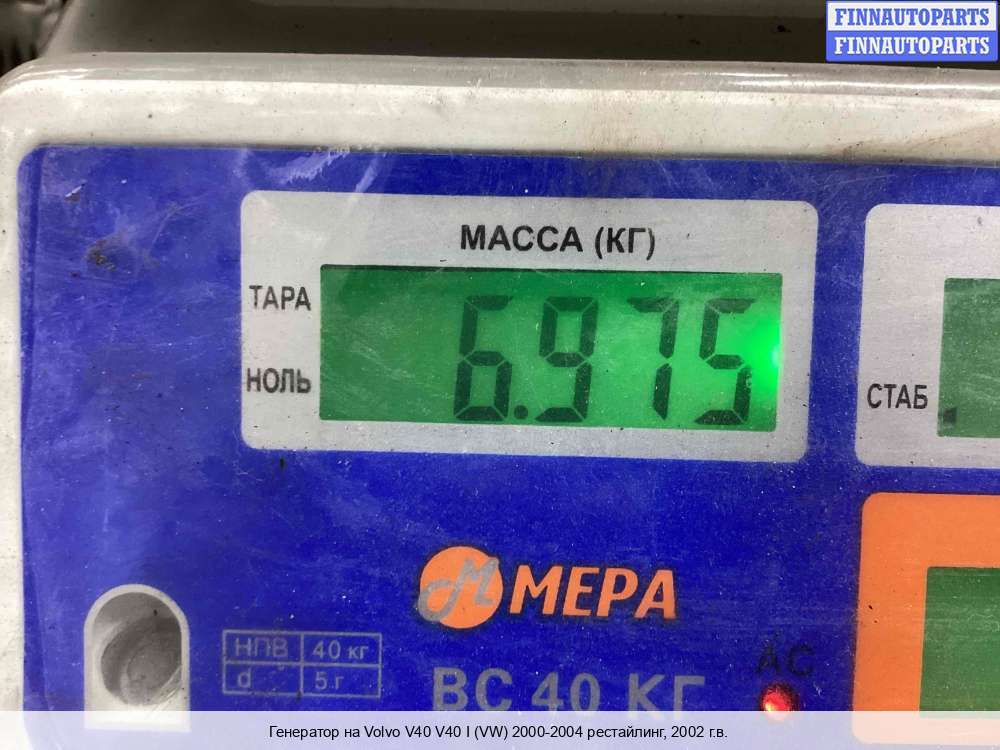 FINNAUTOPARTS
FINNAUTOPARTS
МАССА (КГ)
ТАРА
6.975
НОЛЬ
СТАБ
М МЕРА
НПВ 40 кг
d 5 г
ВС 40 КГ
AC
Генератор на Volvo V40 V40 I (VW) 2000-2004 рестайлинг, 2002 г.в.